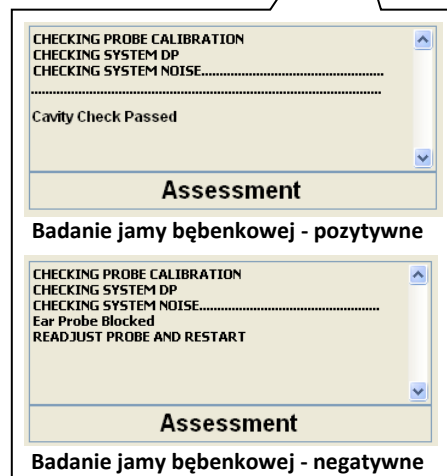 CHECKING PROBE CALIBRATION
CHECKING SYSTEM DP
CHECKING SYSTEM NOISE.......................................................
.........................................................................................................
Cavity Check Passed
Assessment
Badanie jamy bębenkowej - pozytywne
CHECKING PROBE CALIBRATION
CHECKING SYSTEM DP
CHECKING SYSTEM NOISE......................................................
Ear Probe Blocked
READJUST PROBE AND RESTART
Assessment
Badanie jamy bębenkowej - negatywne